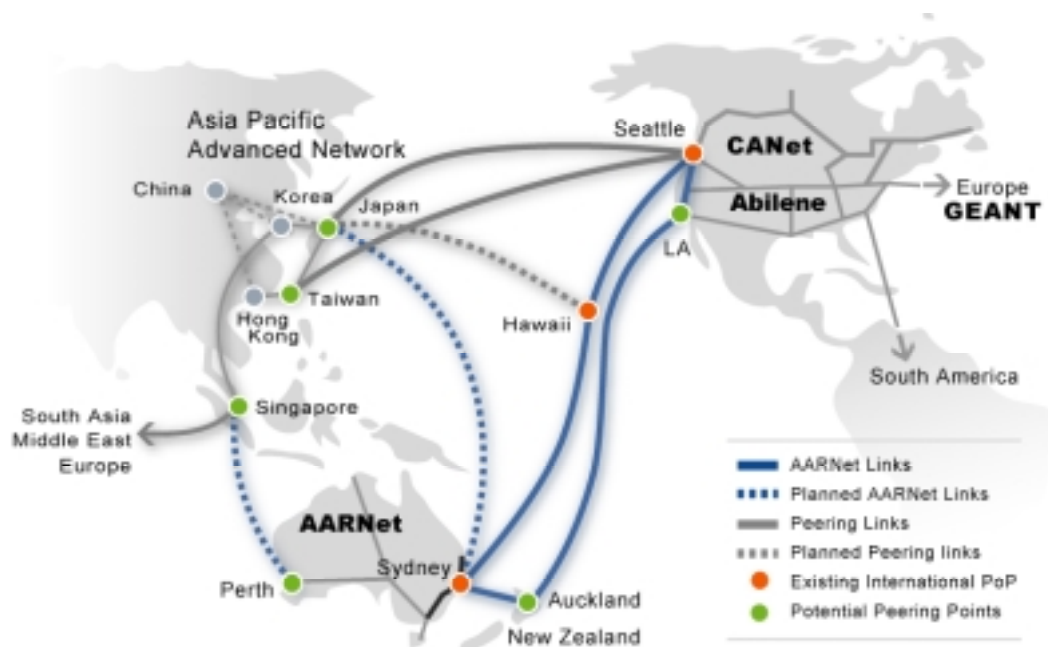 Asia Pacific
Advanced Network
Seattle
CANet
China
Korea
Japan
Abilene
Europe
GEANT
LA
Taiwan
Hong
Kong
Hawaii
South America
Singapore
South Asia
Middle East
Europe
AARNet Links
Planned AARNet Links
Peering Links
Planned Peering links
Existing International PoP
Potential Peering Points
AARNet
Sydney
Perth
Auckland
New Zealand